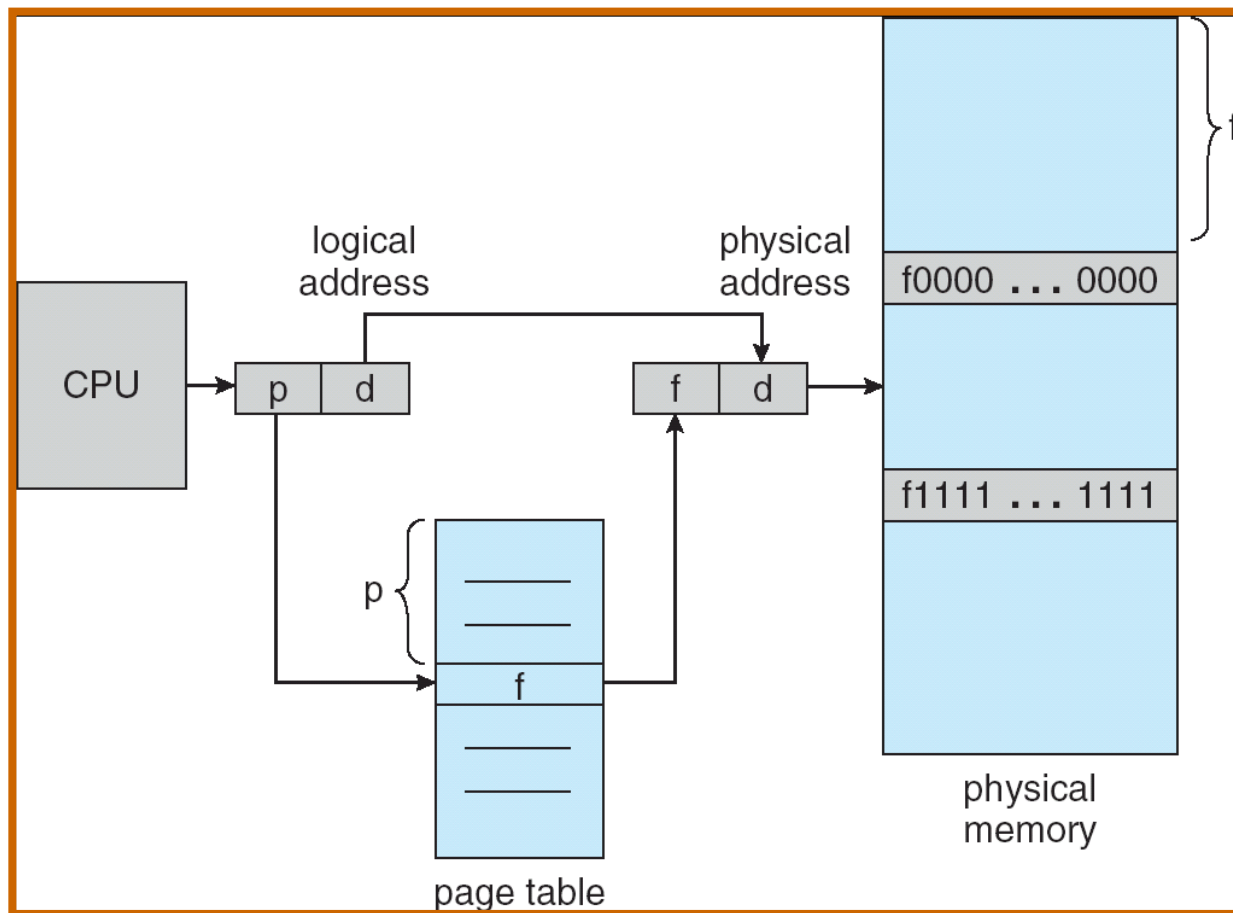 f
f0000 ... 0000
logical
address
physical
address
CPU
p
d
f
d
f1111 ... 1111
p
f
physical
memory
page table